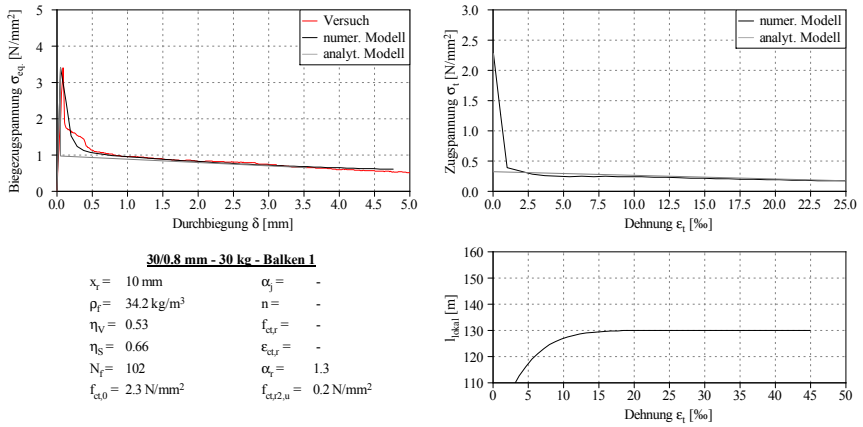 Biegezugspannung σeq. [N/mm²]
5
4
3
2
1
0
0.0 0.5 1.0 1.5 2.0 2.5 3.0 3.5 4.0 4.5 5.0
Durchbiegung δ [mm]
Versuch
numer. Modell
analyt. Modell
Zugspannung σt [N/mm²]
3.0
2.5
2.0
1.5
1.0
0.5
0.0
0.0 2.5 5.0 7.5 10.0 12.5 15.0 17.5 20.0 22.5 25.0
Dehnung εt [‰]
numer. Modell
analyt. Modell
30/0.8 mm - 30 kg - Balken 1
xr = 10 mm αj = -
ρf = 34.2 kg/m³ n = -
ηV = 0.53 fct,r = -
ηS = 0.66 εct,r = -
Nf = 102 αr = 1.3
fct,0 = 2.3 N/mm² fct,r2,u = 0.2 N/mm²
llokal [m]
160
150
140
130
120
110
0 5 10 15 20 25 30 35 40 45 50
Dehnung εt [‰]